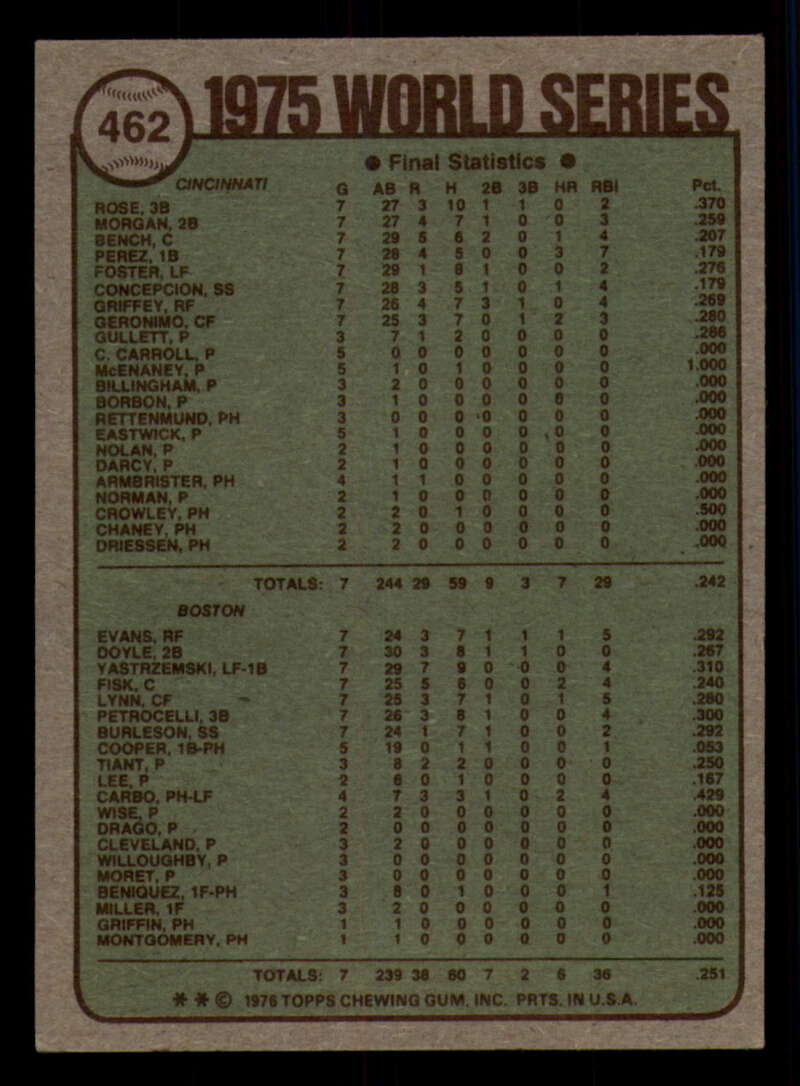 462
1975 WORLD SERIES
● Final Statistics ●
CINCINNATI G AB R H 2B 3B HR RBI Pct.
ROSE, 3B 7 27 3 10 1 1 0 2 .370
MORGAN, 2B 7 27 4 7 1 0 0 3 .259
BENCH, C 7 29 5 6 2 0 1 4 .207
PEREZ, 1B 7 28 4 5 0 0 3 7 .179
FOSTER, LF 7 29 1 8 1 0 0 2 .276
CONCEPCION, SS 7 28 3 5 1 0 1 4 .179
GRIFFEY, RF 7 26 4 7 3 1 0 4 .269
GERONIMO, CF 7 25 3 7 0 1 2 3 .280
GULLETT, P 3 7 1 2 0 0 0 0 .286
C. CARROLL, P 5 0 0 0 0 0 0 0 .000
McENANEY, P 5 1 0 1 0 0 0 0 1.000
BILLINGHAM, P 3 2 0 0 0 0 0 0 .000
BORBON, P 3 1 0 0 0 0 0 0 .000
RETTENMUND, PH 3 0 0 0 0 0 0 0 .000
EASTWICK, P 5 1 0 0 0 0 0 0 .000
NOLAN, P 2 1 0 0 0 0 0 0 .000
DARCY, P 2 1 0 0 0 0 0 0 .000
ARMBRISTER, PH 4 1 1 0 0 0 0 0 .000
NORMAN, P 2 1 0 0 0 0 0 0 .000
CROWLEY, PH 2 2 0 1 0 0 0 0 .500
CHANEY, PH 2 2 0 0 0 0 0 0 .000
DRIESSEN, PH 2 2 0 0 0 0 0 0 .000
TOTALS: 7 244 29 59 9 3 7 29 .242
BOSTON
EVANS, RF 7 24 3 7 1 1 1 5 .292
DOYLE, 2B 7 30 3 8 1 1 0 0 .267
YASTRZEMSKI, LF-1B 7 29 7 9 0 0 0 4 .310
FISK, C 7 25 5 6 0 0 2 4 .240
LYNN, CF 7 25 3 7 1 0 1 5 .280
PETROCELLI, 3B 7 26 3 8 1 0 0 4 .300
BURLESON, SS 7 24 1 7 1 0 0 2 .292
COOPER, 1B-PH 5 19 0 1 1 0 0 1 .053
TIANT, P 3 8 2 2 0 0 0 0 .250
LEE, P 2 6 0 1 0 0 0 0 .167
CARBO, PH-LF 4 7 3 3 1 0 2 4 .429
WISE, P 2 2 0 0 0 0 0 0 .000
DRAGO, P 2 0 0 0 0 0 0 0 .000
CLEVELAND, P 3 2 0 0 0 0 0 0 .000
WILLOUGHBY, P 3 0 0 0 0 0 0 0 .000
MORET, P 3 0 0 0 0 0 0 0 .000
BENIQUEZ, 1F-PH 3 8 0 1 0 0 0 1 .125
MILLER, 1F 3 2 0 0 0 0 0 0 .000
GRIFFIN, PH 1 1 0 0 0 0 0 0 .000
MONTGOMERY, PH 1 1 0 0 0 0 0 0 .000
TOTALS: 7 239 38 60 7 2 6 36 .251
* * © 1976 TOPPS CHEWING GUM, INC. PRTS. IN U.S.A.